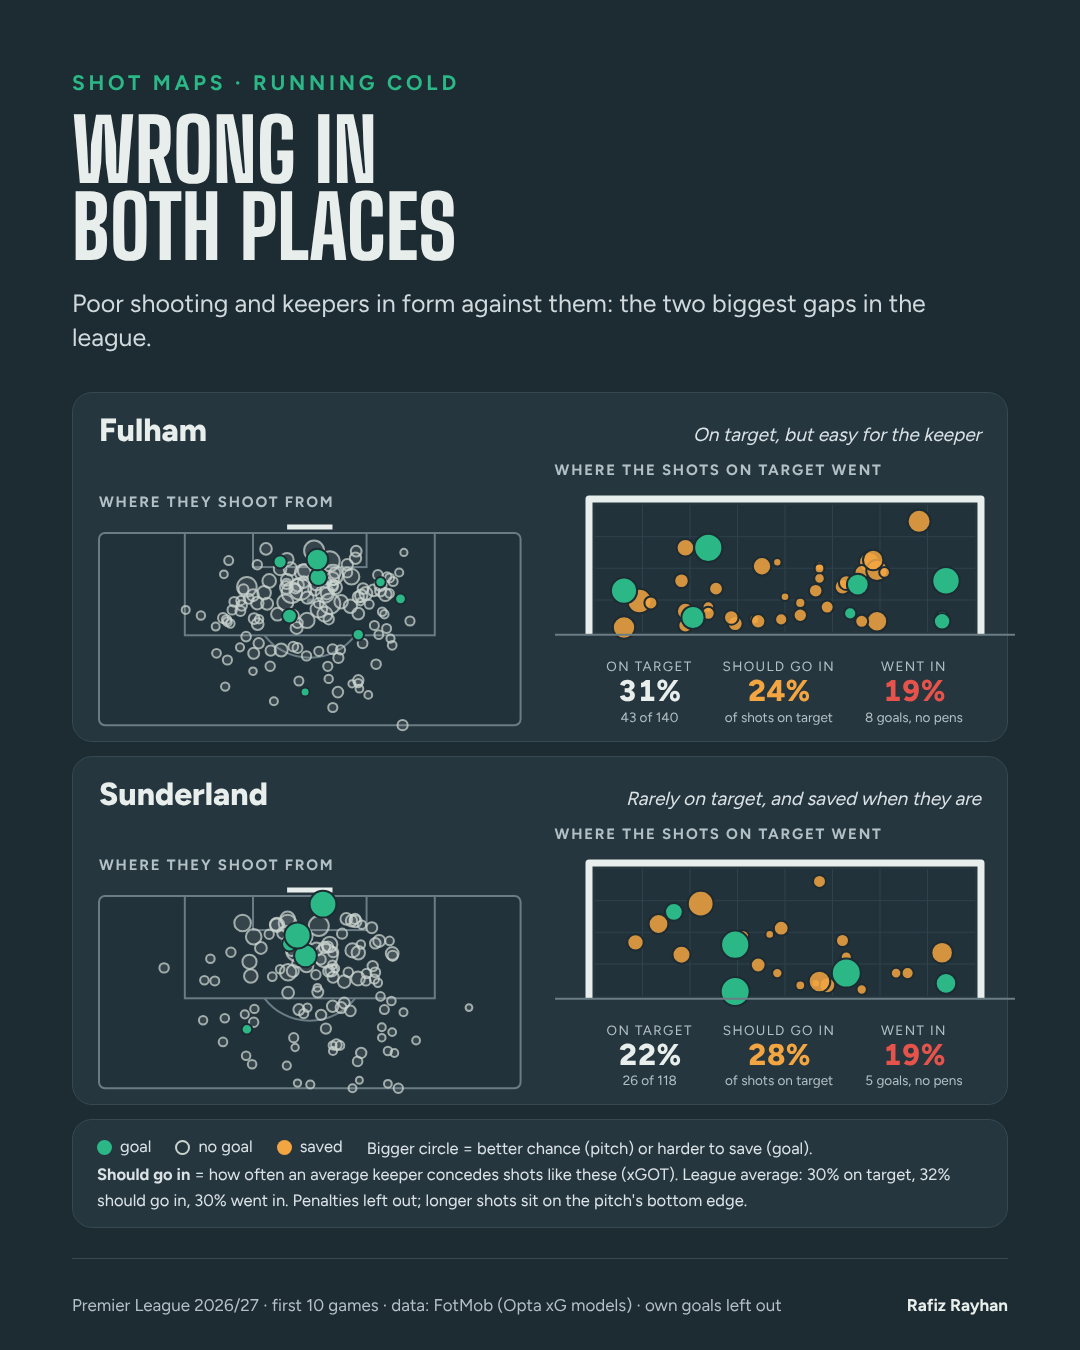 SHOT MAPS · RUNNING COLD
WRONG IN
BOTH PLACES
Poor shooting and keepers in form against them: the two biggest gaps in the
league.
Fulham
On target, but easy for the keeper
WHERE THEY SHOOT FROM
WHERE THE SHOTS ON TARGET WENT
ON TARGET SHOULD GO IN WENT IN
31% 24% 19%
43 of 140 of shots on target 8 goals, no pens
Sunderland
Rarely on target, and saved when they are
WHERE THEY SHOOT FROM
WHERE THE SHOTS ON TARGET WENT
ON TARGET SHOULD GO IN WENT IN
22% 28% 19%
26 of 118 of shots on target 5 goals, no pens
goal no goal saved Bigger circle = better chance (pitch) or harder to save (goal).
Should go in = how often an average keeper concedes shots like these (xGOT). League average: 30% on target, 32%
should go in, 30% went in. Penalties left out; longer shots sit on the pitch's bottom edge.
Premier League 2026/27 · first 10 games · data: FotMob (Opta xG models) · own goals left out
Rafiz Rayhan